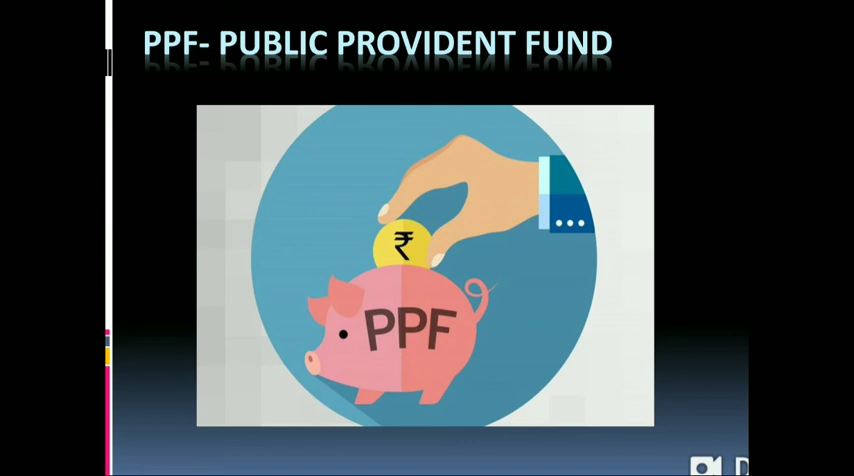 PPF- PUBLIC PROVIDENT FUND
₹
PPF
D